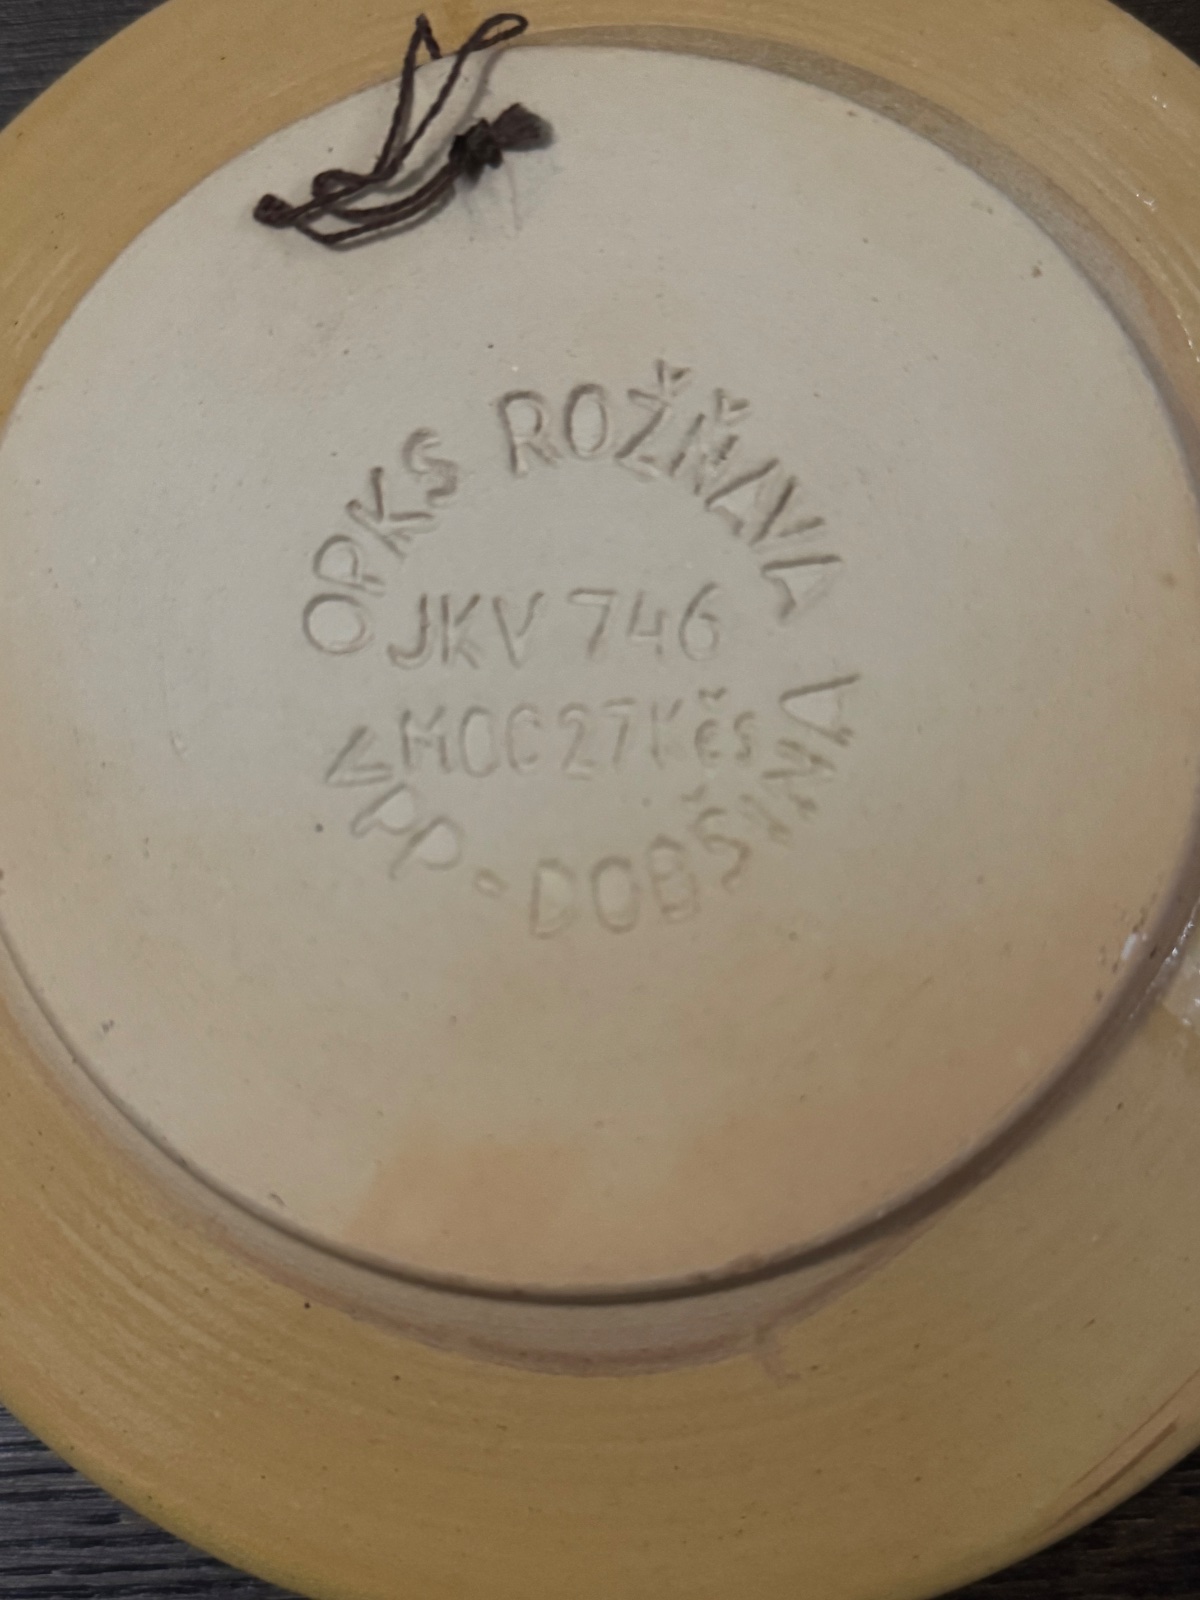 OPKS ROŽŇAVA
JKV 746
MOC 27 Kčs
VPP·DOBŠINÁ